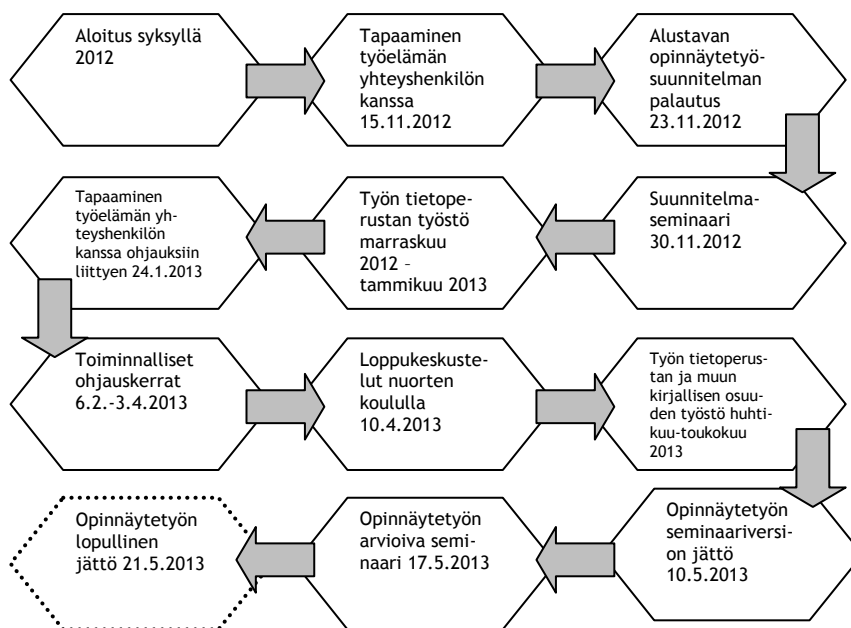 Aloitus syksyllä
2012
Tapaaminen
työelämän
yhteyshenkilön
kanssa
15.11.2012
Alustavan
opinnäytetyö-
suunnitelman
palautus
23.11.2012
Suunnitelma-
seminaari
30.11.2012
Työn tietope-
rustan työstö
marraskuu
2012 –
tammikuu 2013
Tapaaminen
työelämän yh-
teyshenkilön
kanssa ohjauksiin
liittyen 24.1.2013
Toiminnalliset
ohjauskerrat
6.2.-3.4.2013
Loppukeskuste-
lut nuorten
koululla
10.4.2013
Työn tietoperus-
tan ja muun
kirjallisen osuu-
den työstö huhti-
kuu-toukokuu
2013
Opinnäytetyön
seminaariversi-
on jättö
10.5.2013
Opinnäytetyön
arvioiva semi-
naari 17.5.2013
Opinnäytetyön
lopullinen
jättö 21.5.2013